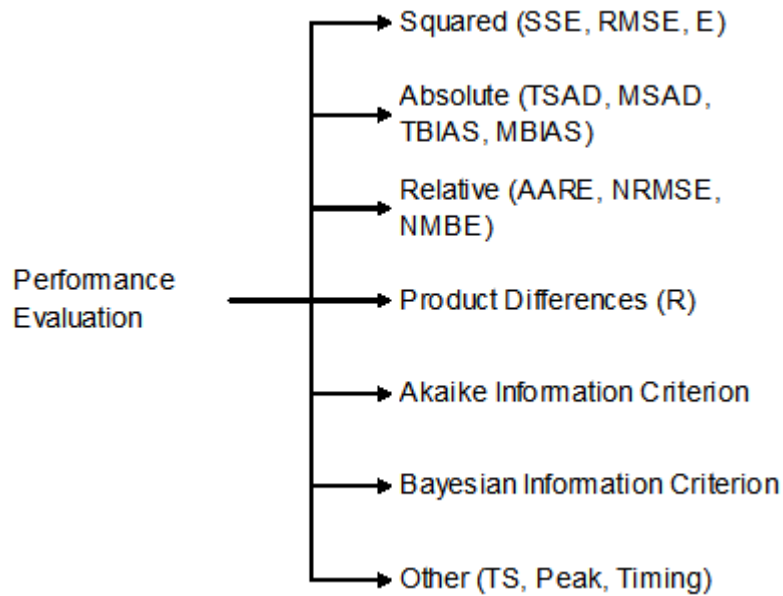 Squared (SSE, RMSE, E)
Absolute (TSAD, MSAD,
TBIAS, MBIAS)
Relative (AARE, NRMSE,
NMBE)
Performance
Evaluation
Product Differences (R)
Akaike Information Criterion
Bayesian Information Criterion
Other (TS, Peak, Timing)